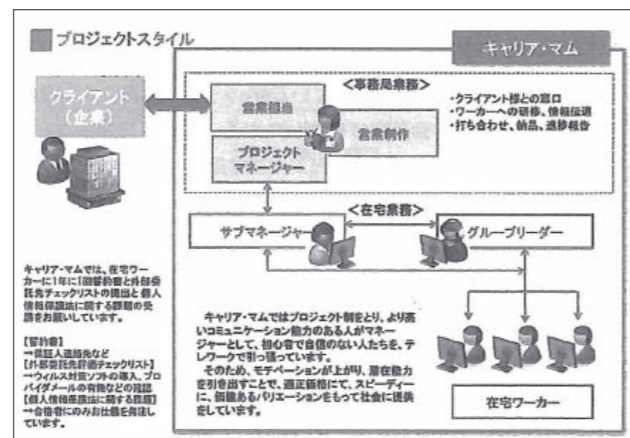 プロジェクトスタイル
キャリア・マム
クライアント
(企業)
<事務局業務>
営業担当
営業制作
プロジェクト
マネージャー
・クライアント様との窓口
・ワーカーへの研修、情報伝達
・打ち合わせ、納品、進捗報告
<在宅業務>
サブマネージャー
グループリーダー
キャリア・マムでは、在宅ワー
カーに1年に1回誓約書と外部委
託先チェックリストの提出と個人
情報保護法に関する課題の受
講をお願いしています。
【誓約書】
→保証人連絡先など
【外部委託先評価チェックリスト】
→ウィルス対策ソフトの導入、プロ
バイダメールの有無などの確認
【個人情報保護法に関する課題】
→合格者にのみお仕事を発注し
ています。
キャリア・マムではプロジェクト制をとり、より高
いコミュニケーション能力のある人がマネー
ジャーとして、初心者で自信のない人たちを、テ
レワークで引っ張っています。
そのため、モチベーションが上がり、潜在能力
を引き出すことで、適正価格にて、スピーディー
に、価値あるバリエーションをもって社会に提供
をしています。
在宅ワーカー